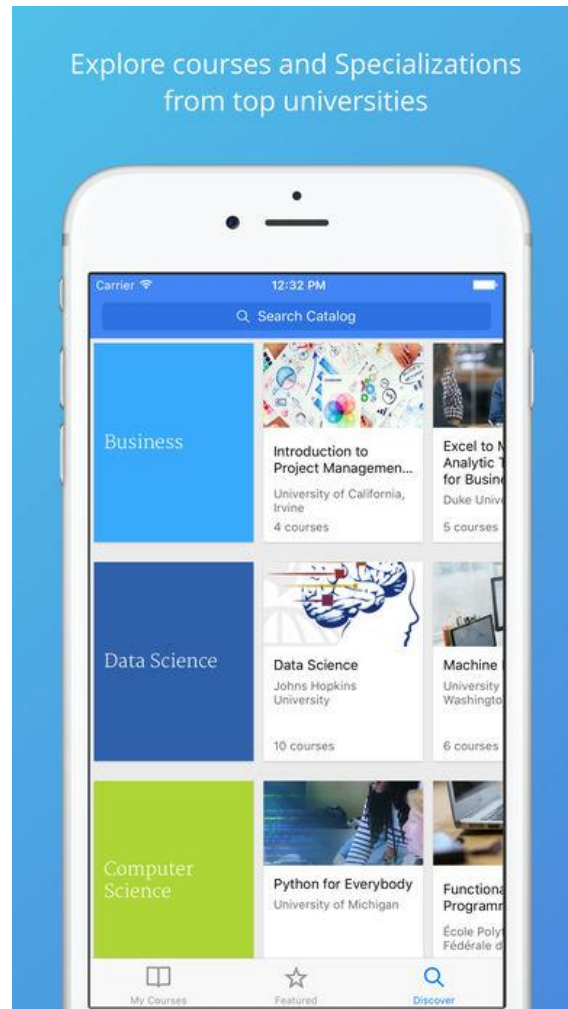 Explore courses and Specializations
from top universities
Carrier
12:32 PM
Search Catalog
Business
Introduction to
Project Managemen...
University of California,
Irvine
4 courses
Excel to
Analytic
for Busine
Duke Unive
5 courses
Data Science
Data Science
Johns Hopkins
University
10 courses
Machine
University
Washingto
6 courses
Computer
Science
Python for Everybody
University of Michigan
Functiona
Programm
École Poly
Fédérale d
My Courses
Featured
Discover